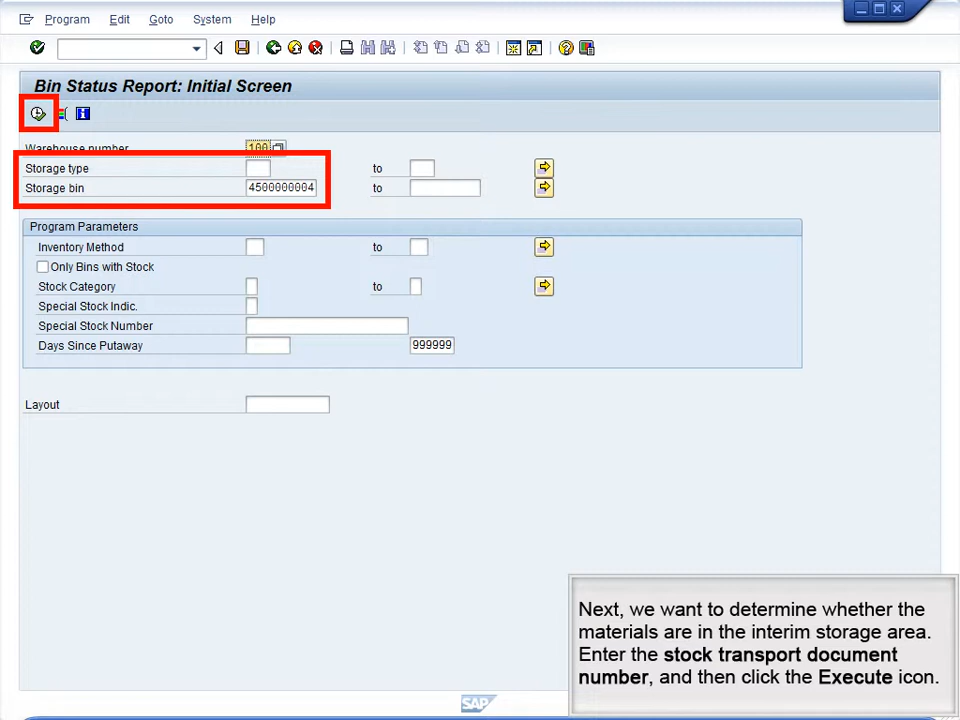 Program Edit Goto System Help
Bin Status Report: Initial Screen
Warehouse number 100
Storage type to
Storage bin 4500000004 to
Program Parameters
Inventory Method to
Only Bins with Stock
Stock Category to
Special Stock Indic.
Special Stock Number
Days Since Putaway 999999
Layout
Next, we want to determine whether the
materials are in the interim storage area.
Enter the stock transport document
number, and then click the Execute icon.
SAP